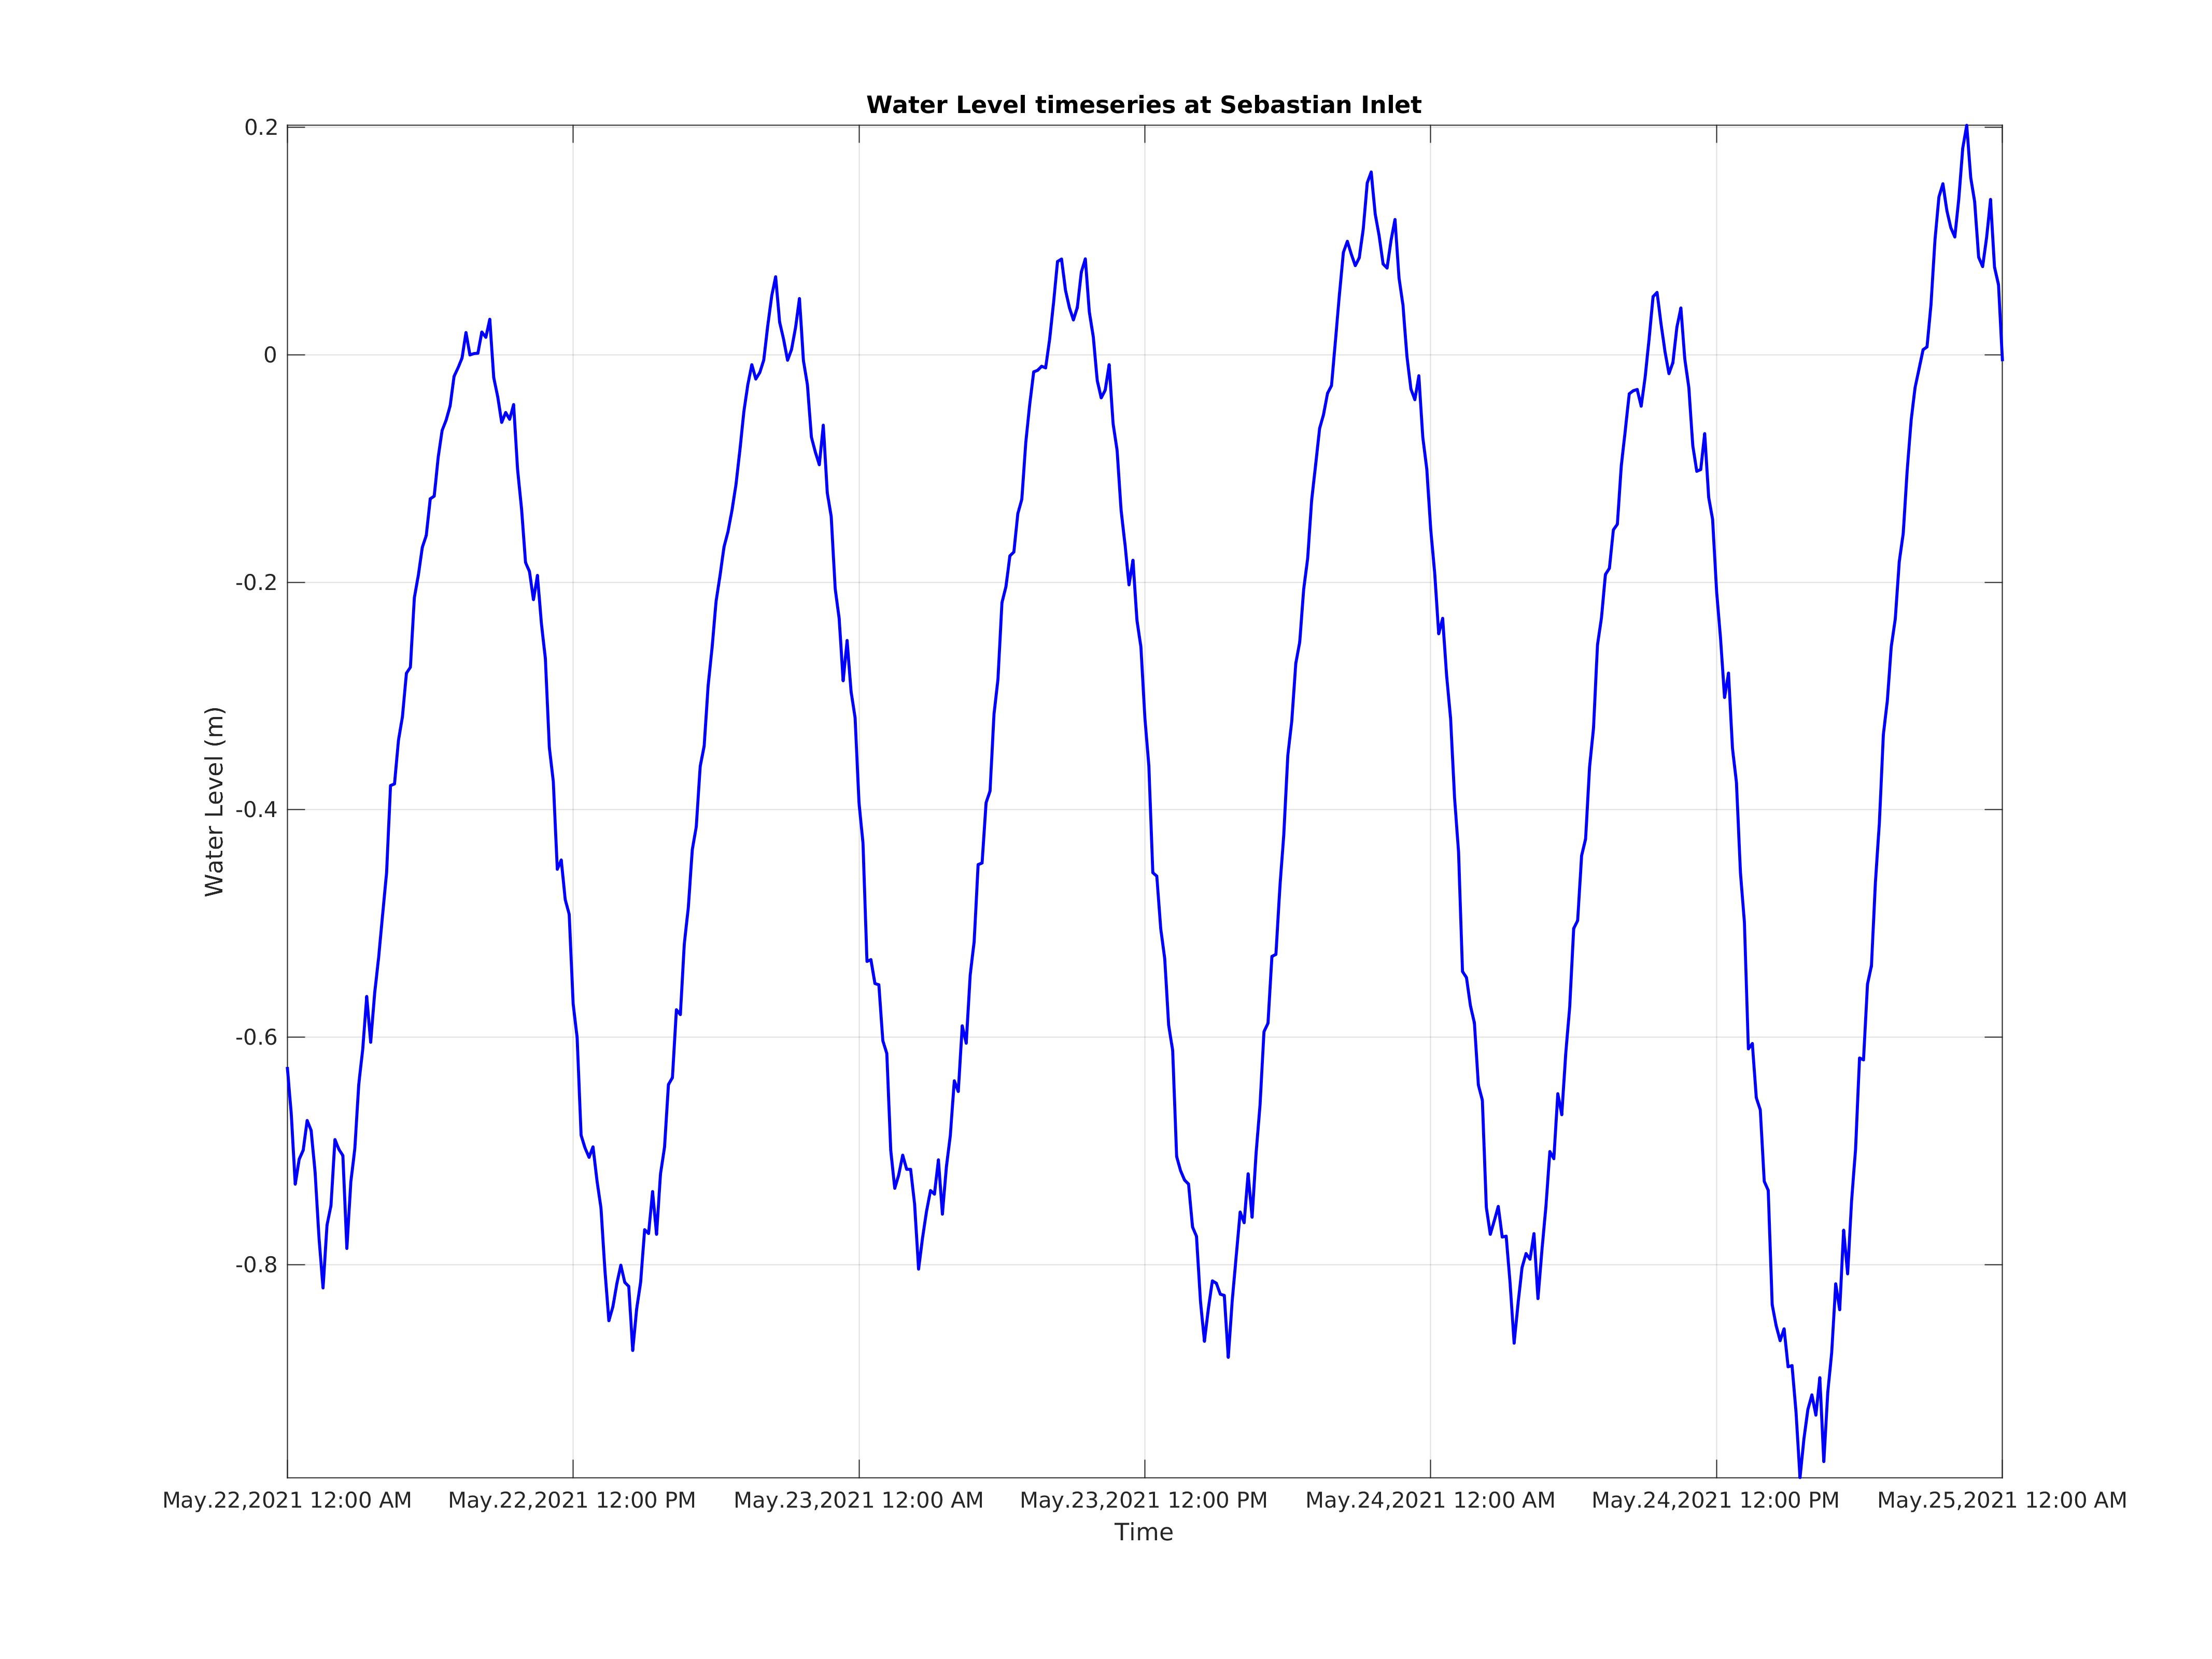 Water Level timeseries at Sebastian Inlet
0.2
0
-0.2
-0.4
-0.6
-0.8
Water Level (m)
May.22,2021 12:00 AM
May.22,2021 12:00 PM
May.23,2021 12:00 AM
May.23,2021 12:00 PM
May.24,2021 12:00 AM
May.24,2021 12:00 PM
May.25,2021 12:00 AM
Time